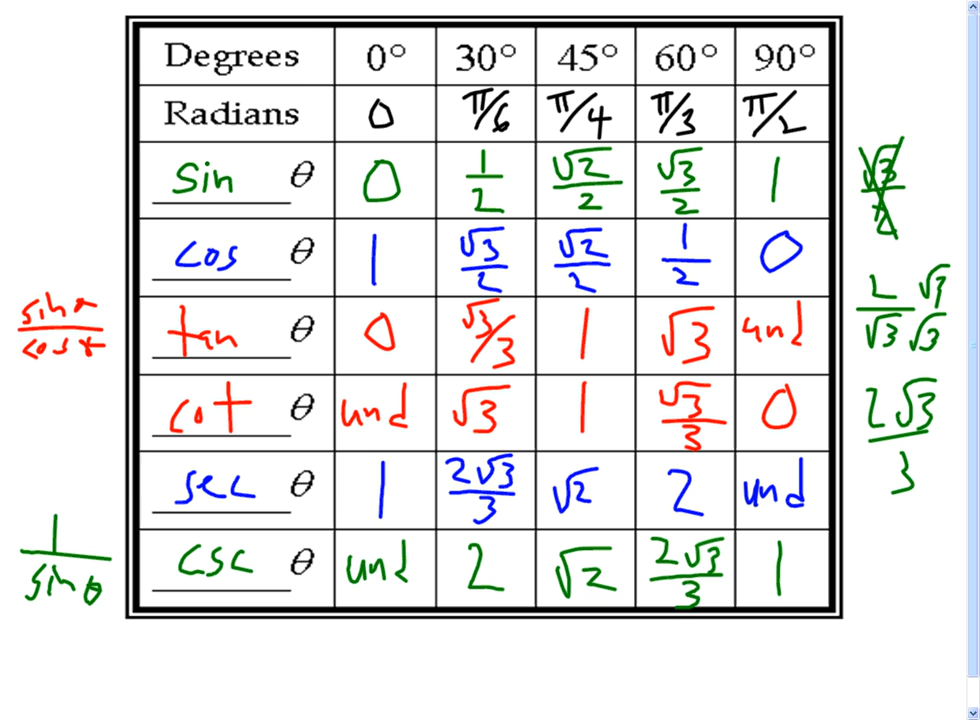 Degrees 0° 30° 45° 60° 90°
Radians 0 π/6 π/4 π/3 π/2
sin θ 0 1/2 √2/2 √3/2 1
cos θ 1 √3/2 √2/2 1/2 0
tan θ 0 √3/3 1 √3 und
cot θ und √3 1 √3/3 0
sec θ 1 2√3/3 √2 2 und
csc θ und 2 √2 2√3/3 1
1/sin θ
2/√3 √3/√3
2√3/3